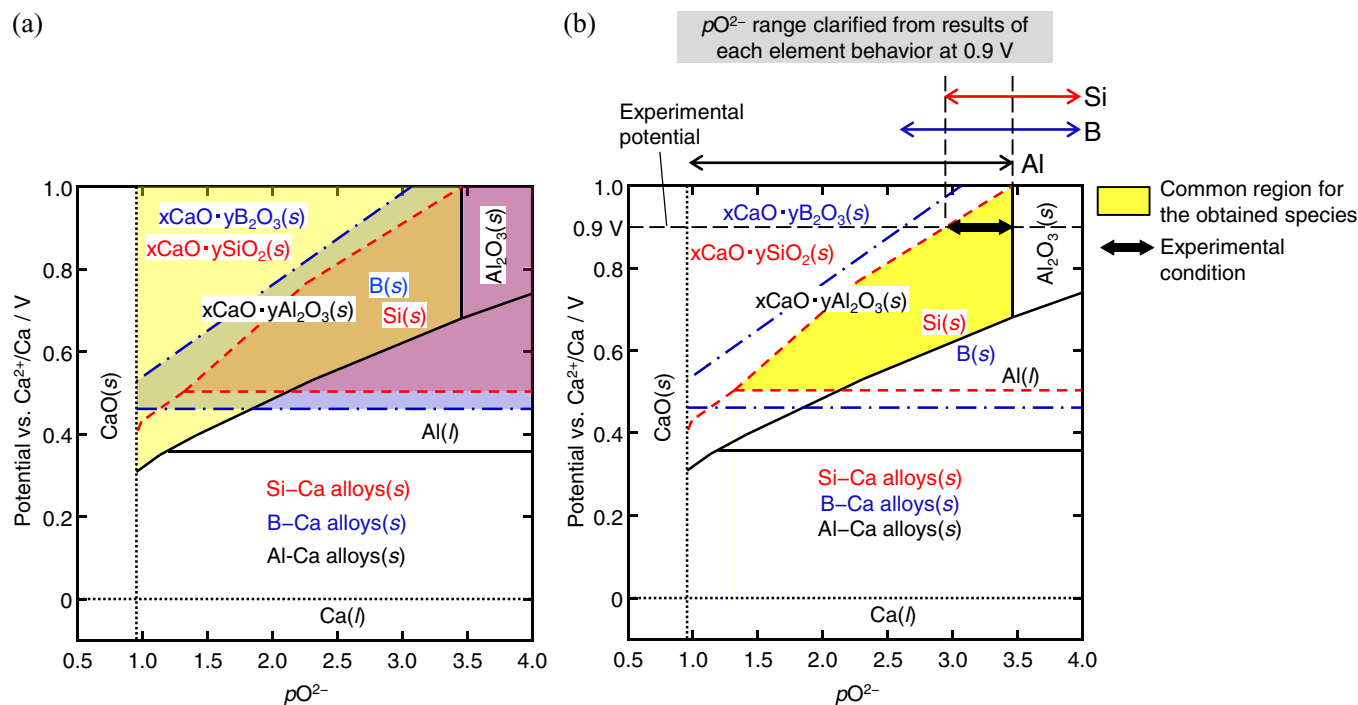 (a)
1.0
0.8
0.6
0.4
0.2
0
Potential vs. Ca²⁺/Ca / V
xCaO·yB₂O₃(s)
xCaO·ySiO₂(s)
xCaO·yAl₂O₃(s)
B(s)
Si(s)
Al₂O₃(s)
CaO(s)
Al(l)
Si–Ca alloys(s)
B–Ca alloys(s)
Al-Ca alloys(s)
Ca(l)
0.5 1.0 1.5 2.0 2.5 3.0 3.5 4.0
pO²⁻
(b)
pO²⁻ range clarified from results of
each element behavior at 0.9 V
Si
B
Al
Experimental
potential
1.0
0.9 V
0.8
0.6
0.4
0.2
0
Potential vs. Ca²⁺/Ca / V
xCaO·yB₂O₃(s)
xCaO·ySiO₂(s)
xCaO·yAl₂O₃(s)
Si(s)
B(s)
Al₂O₃(s)
CaO(s)
Al(l)
Si–Ca alloys(s)
B–Ca alloys(s)
Al–Ca alloys(s)
Ca(l)
0.5 1.0 1.5 2.0 2.5 3.0 3.5 4.0
pO²⁻
Common region for
the obtained species
Experimental
condition